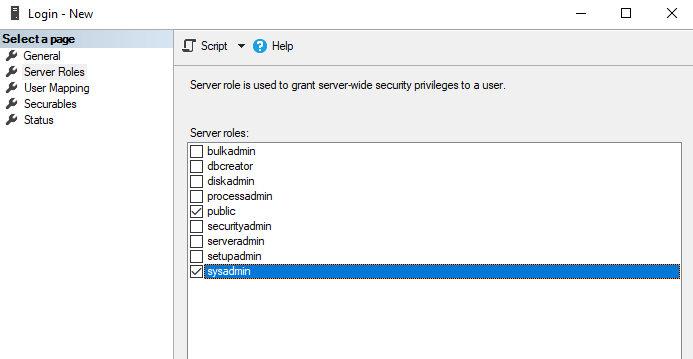 Login - New
Select a page
General
Server Roles
User Mapping
Securables
Status
Script
Help
Server role is used to grant server-wide security privileges to a user.
Server roles:
bulkadmin
dbcreator
diskadmin
processadmin
public
securityadmin
serveradmin
setupadmin
sysadmin